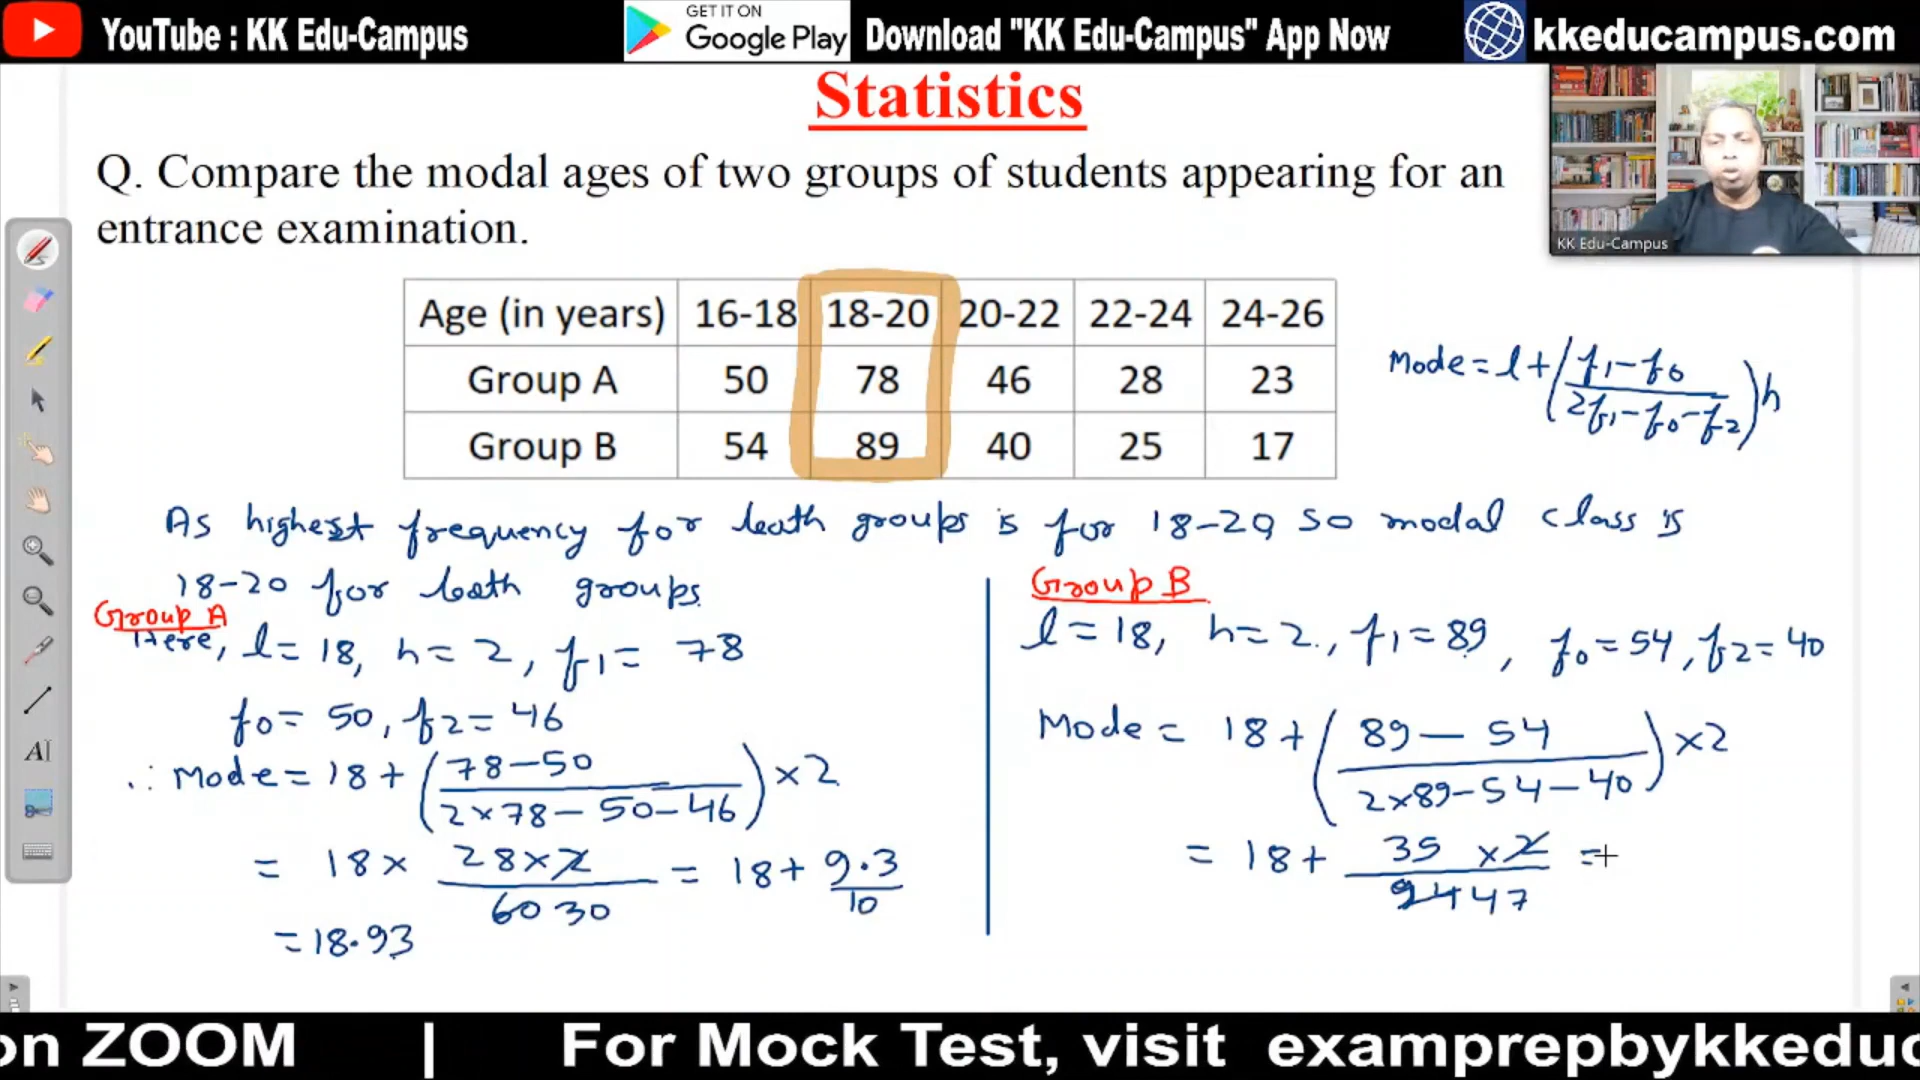 YouTube : KK Edu-Campus
GET IT ON
Google Play
Download "KK Edu-Campus" App Now
kkeducampus.com
Statistics
Q. Compare the modal ages of two groups of students appearing for an
entrance examination.
KK Edu-Campus
Age (in years) 16-18 18-20 20-22 22-24 24-26
Group A 50 78 46 28 23
Group B 54 89 40 25 17
Mode = l + (f1 - f0 / 2f1 - f0 - f2) h
As highest frequency for both groups is for 18-20 so modal class is
18-20 for both groups.
Group A
Here, l = 18, h = 2, f1 = 78
f0 = 50, f2 = 46
∴ Mode = 18 + (78 - 50 / 2 x 78 - 50 - 46) x 2
= 18 x 28 x 2 / 60 30 = 18 + 9.3 / 10
= 18.93
Group B
l = 18, h = 2, f1 = 89, f0 = 54, f2 = 40
Mode = 18 + (89 - 54 / 2x89 - 54 - 40) x 2
= 18 + 35 x 2 / 94 47 =
AI
on ZOOM | For Mock Test, visit examprepbykkeduc